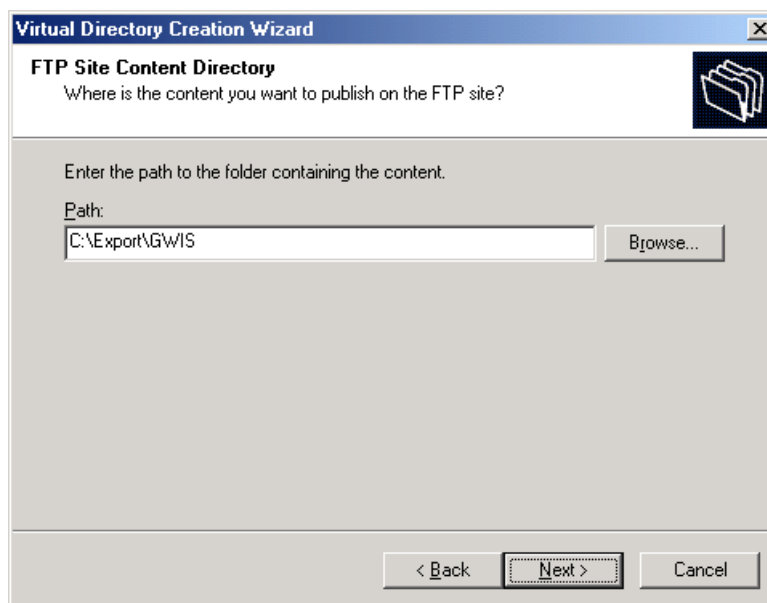 Virtual Directory Creation Wizard
FTP Site Content Directory
Where is the content you want to publish on the FTP site?
Enter the path to the folder containing the content.
Path:
C:\Export\GWIS
Browse...
< Back
Next >
Cancel